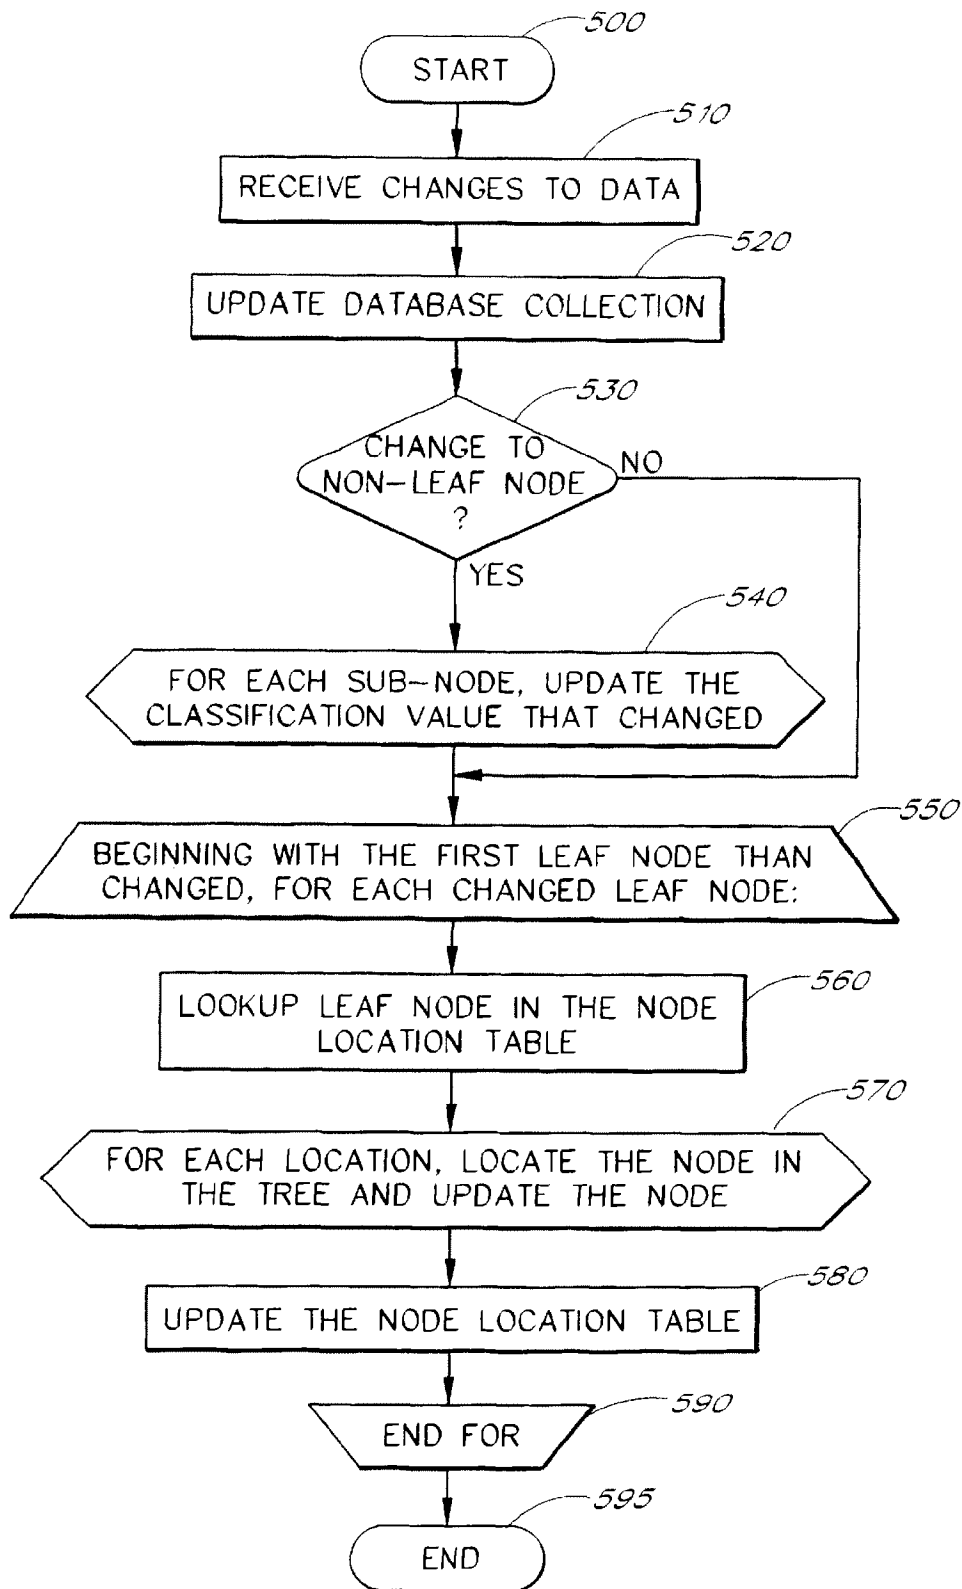 500
START
510
RECEIVE CHANGES TO DATA
520
UPDATE DATABASE COLLECTION
530
CHANGE TO
NON-LEAF NODE
?
NO
YES
540
FOR EACH SUB-NODE, UPDATE THE
CLASSIFICATION VALUE THAT CHANGED
550
BEGINNING WITH THE FIRST LEAF NODE THAN
CHANGED, FOR EACH CHANGED LEAF NODE:
560
LOOKUP LEAF NODE IN THE NODE
LOCATION TABLE
570
FOR EACH LOCATION, LOCATE THE NODE IN
THE TREE AND UPDATE THE NODE
580
UPDATE THE NODE LOCATION TABLE
590
END FOR
595
END